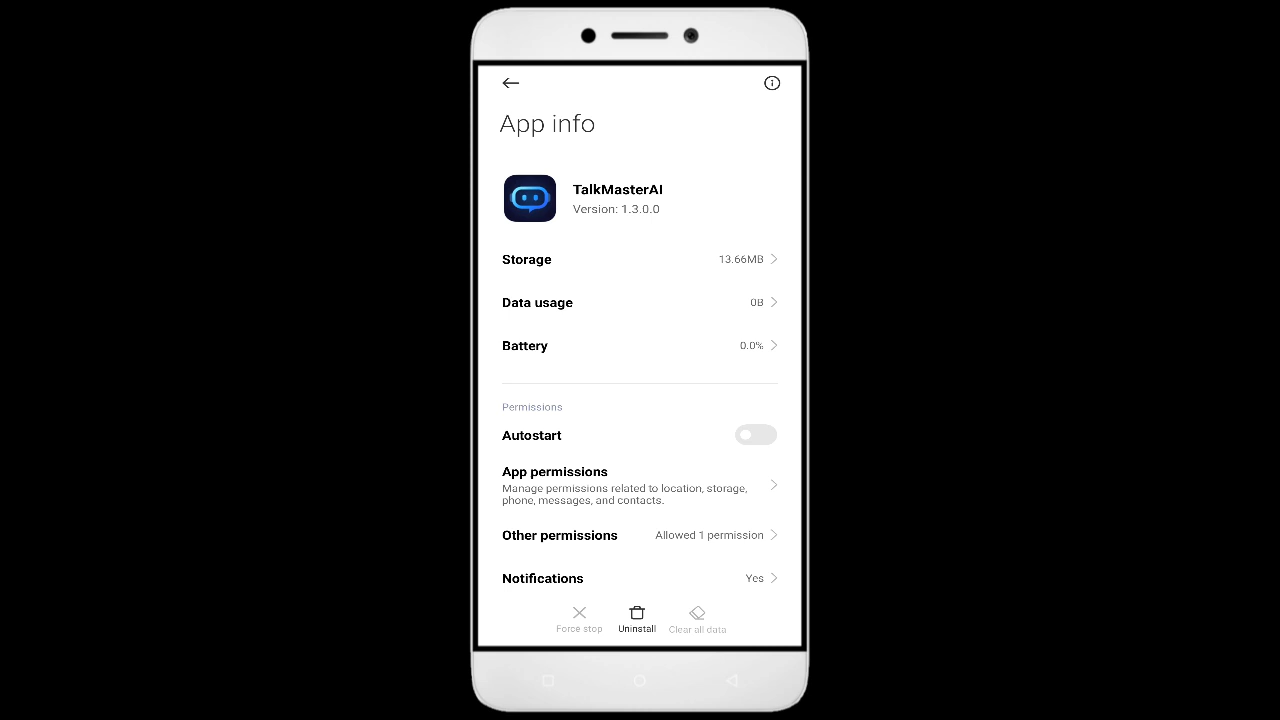 App info
TalkMasterAI
Version: 1.3.0.0
Storage 13.66MB
Data usage 0B
Battery 0.0%
Permissions
Autostart
App permissions
Manage permissions related to location, storage,
phone, messages, and contacts.
Other permissions Allowed 1 permission
Notifications Yes
Force stop Uninstall Clear all data